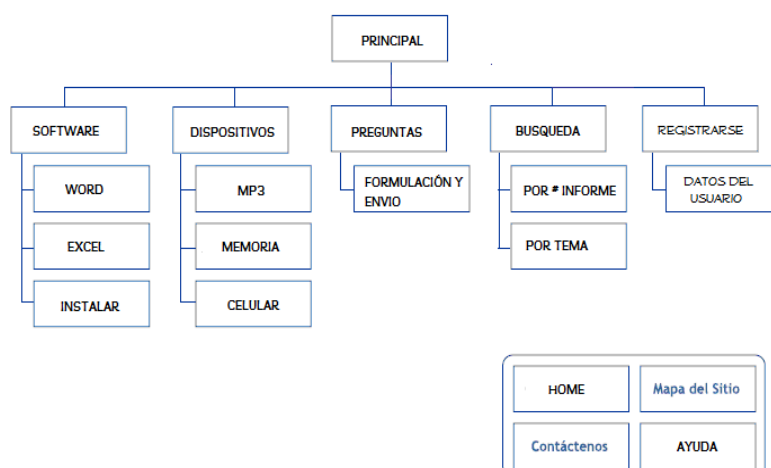 PRINCIPAL
SOFTWARE
DISPOSITIVOS
PREGUNTAS
BUSQUEDA
REGISTRARSE
WORD
MP3
FORMULACIÓN Y
ENVIO
POR # INFORME
DATOS DEL
USUARIO
EXCEL
MEMORIA
POR TEMA
INSTALAR
CELULAR
HOME
Mapa del Sitio
Contáctenos
AYUDA